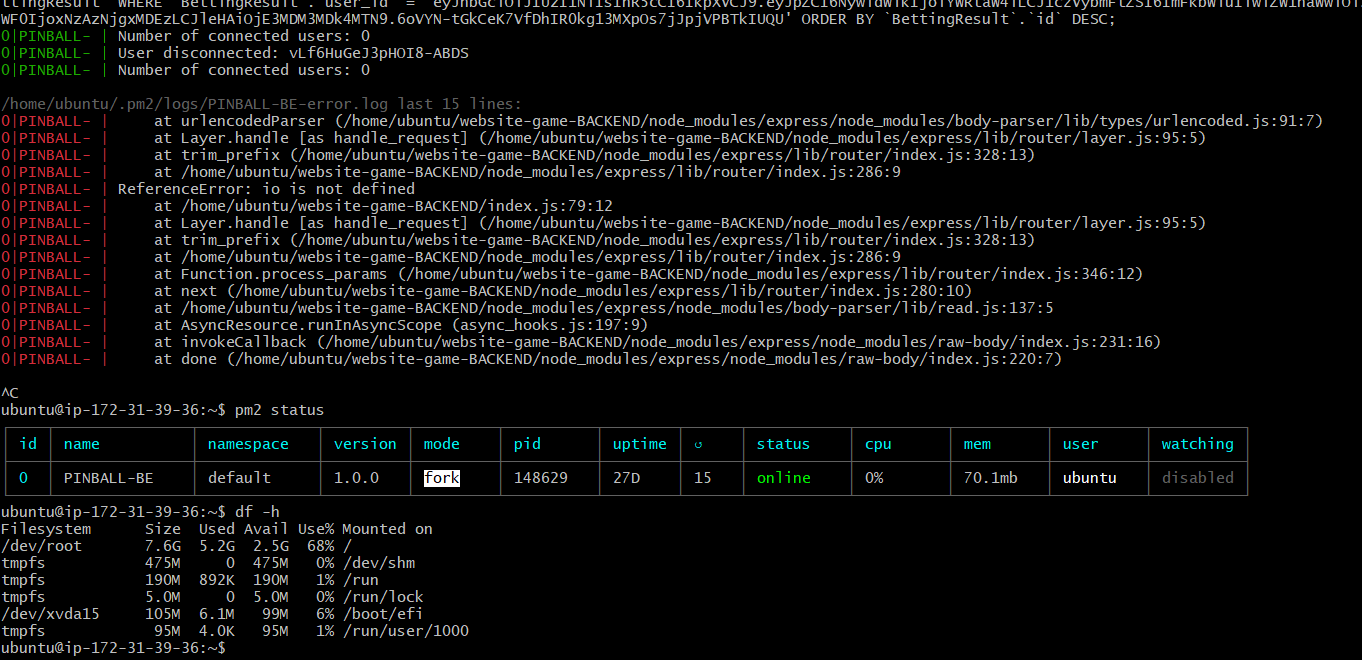 WHERE `BettingResult`.`user_id` =
ORDER BY `BettingResult`.`id` DESC;
0|PINBALL- | Number of connected users: 0
0|PINBALL- | User disconnected: vLf6HuGeJ3pHOI8-ABDS
0|PINBALL- | Number of connected users: 0
/home/ubuntu/.pm2/logs/PINBALL-BE-error.log last 15 lines:
0|PINBALL- |     at urlencodedParser (/home/ubuntu/website-game-BACKEND/node_modules/express/node_modules/body-parser/lib/types/urlencoded.js:91:7)
0|PINBALL- |     at Layer.handle [as handle_request] (/home/ubuntu/website-game-BACKEND/node_modules/express/lib/router/layer.js:95:5)
0|PINBALL- |     at trim_prefix (/home/ubuntu/website-game-BACKEND/node_modules/express/lib/router/index.js:328:13)
0|PINBALL- |     at /home/ubuntu/website-game-BACKEND/node_modules/express/lib/router/index.js:286:9
0|PINBALL- | ReferenceError: io is not defined
0|PINBALL- |     at /home/ubuntu/website-game-BACKEND/index.js:79:12
0|PINBALL- |     at Layer.handle [as handle_request] (/home/ubuntu/website-game-BACKEND/node_modules/express/lib/router/layer.js:95:5)
0|PINBALL- |     at trim_prefix (/home/ubuntu/website-game-BACKEND/node_modules/express/lib/router/index.js:328:13)
0|PINBALL- |     at /home/ubuntu/website-game-BACKEND/node_modules/express/lib/router/index.js:286:9
0|PINBALL- |     at Function.process_params (/home/ubuntu/website-game-BACKEND/node_modules/express/lib/router/index.js:346:12)
0|PINBALL- |     at next (/home/ubuntu/website-game-BACKEND/node_modules/express/lib/router/index.js:280:10)
0|PINBALL- |     at /home/ubuntu/website-game-BACKEND/node_modules/express/node_modules/body-parser/lib/read.js:137:5
0|PINBALL- |     at AsyncResource.runInAsyncScope (async_hooks.js:197:9)
0|PINBALL- |     at invokeCallback (/home/ubuntu/website-game-BACKEND/node_modules/express/node_modules/raw-body/index.js:231:16)
0|PINBALL- |     at done (/home/ubuntu/website-game-BACKEND/node_modules/express/node_modules/raw-body/index.js:220:7)
^C
ubuntu@ip-172-31-39-36:~$ pm2 status
id | name | namespace | version | mode | pid | uptime | ↺ | status | cpu | mem | user | watching
0 | PINBALL-BE | default | 1.0.0 | fork | 148629 | 27D | 15 | online | 0% | 70.1mb | ubuntu | disabled
ubuntu@ip-172-31-39-36:~$ df -h
Filesystem      Size  Used Avail Use% Mounted on
/dev/root       7.6G  5.2G  2.5G  68% /
tmpfs           475M     0  475M   0% /dev/shm
tmpfs           190M  892K  190M   1% /run
tmpfs           5.0M     0  5.0M   0% /run/lock
/dev/xvda15     105M  6.1M   99M   6% /boot/efi
tmpfs            95M  4.0K   95M   1% /run/user/1000
ubuntu@ip-172-31-39-36:~$